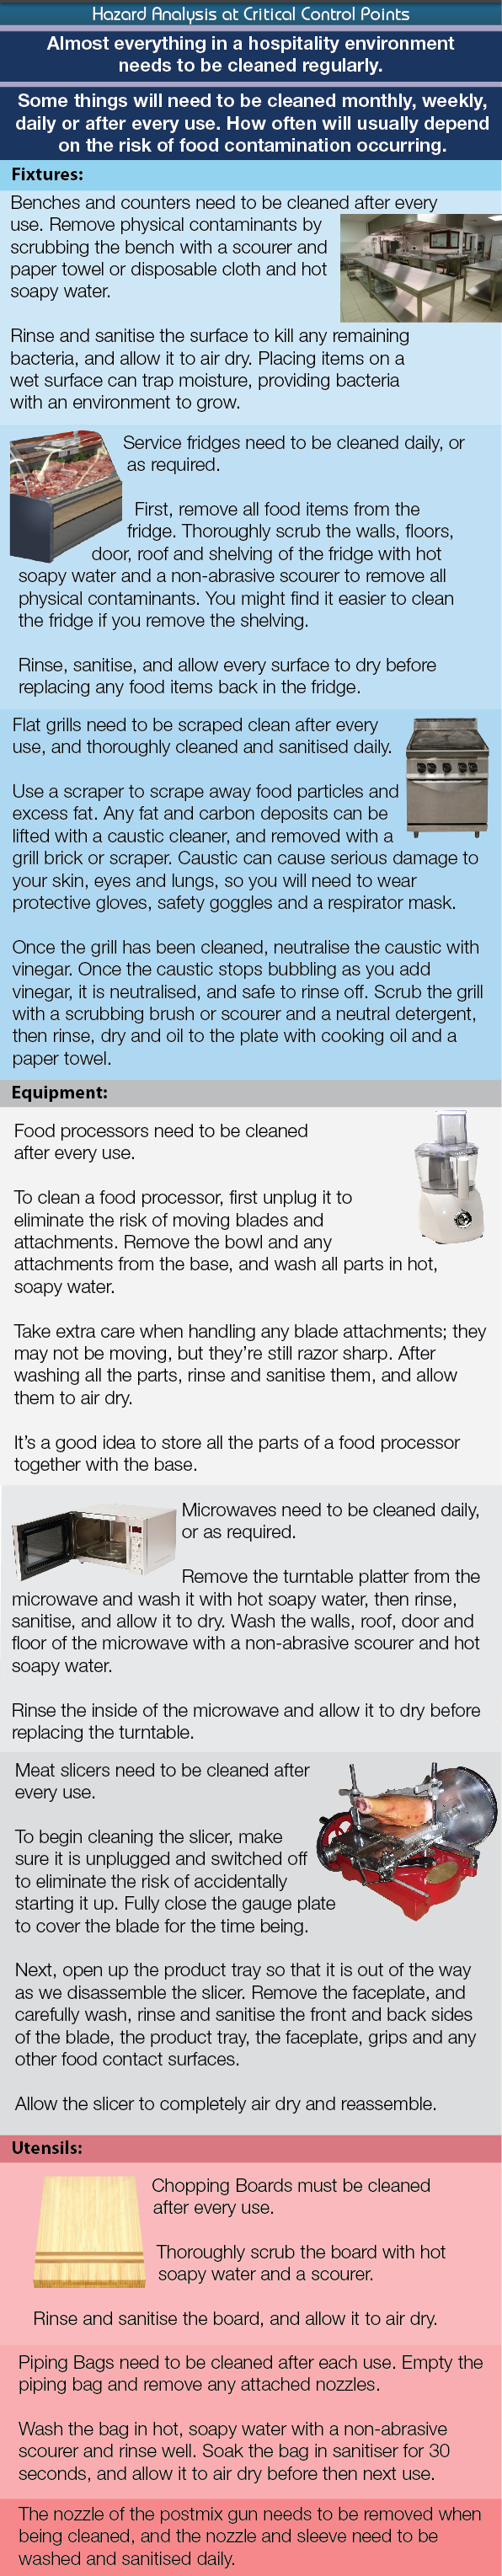 Hazard Analysis at Critical Control Points
Almost everything in a hospitality environment
needs to be cleaned regularly.
Some things will need to be cleaned monthly, weekly,
daily or after every use. How often will usually depend
on the risk of food contamination occurring.
Fixtures:
Benches and counters need to be cleaned after every
use. Remove physical contaminants by
scrubbing the bench with a scourer and
paper towel or disposable cloth and hot
soapy water.
Rinse and sanitise the surface to kill any remaining
bacteria, and allow it to air dry. Placing items on a
wet surface can trap moisture, providing bacteria
with an environment to grow.
Service fridges need to be cleaned daily, or
as required.
First, remove all food items from the
fridge. Thoroughly scrub the walls, floors,
door, roof and shelving of the fridge with hot
soapy water and a non-abrasive scourer to remove all
physical contaminants. You might find it easier to clean
the fridge if you remove the shelving.
Rinse, sanitise, and allow every surface to dry before
replacing any food items back in the fridge.
Flat grills need to be scraped clean after every
use, and thoroughly cleaned and sanitised daily.
Use a scraper to scrape away food particles and
excess fat. Any fat and carbon deposits can be
lifted with a caustic cleaner, and removed with a
grill brick or scraper. Caustic can cause serious damage to
your skin, eyes and lungs, so you will need to wear
protective gloves, safety goggles and a respirator mask.
Once the grill has been cleaned, neutralise the caustic with
vinegar. Once the caustic stops bubbling as you add
vinegar, it is neutralised, and safe to rinse off. Scrub the grill
with a scrubbing brush or scourer and a neutral detergent,
then rinse, dry and oil to the plate with cooking oil and a
paper towel.
Equipment:
Food processors need to be cleaned
after every use.
To clean a food processor, first unplug it to
eliminate the risk of moving blades and
attachments. Remove the bowl and any
attachments from the base, and wash all parts in hot,
soapy water.
Take extra care when handling any blade attachments; they
may not be moving, but they're still razor sharp. After
washing all the parts, rinse and sanitise them, and allow
them to air dry.
It's a good idea to store all the parts of a food processor
together with the base.
Microwaves need to be cleaned daily,
or as required.
Remove the turntable platter from the
microwave and wash it with hot soapy water, then rinse,
sanitise, and allow it to dry. Wash the walls, roof, door and
floor of the microwave with a non-abrasive scourer and hot
soapy water.
Rinse the inside of the microwave and allow it to dry before
replacing the turntable.
Meat slicers need to be cleaned after
every use.
To begin cleaning the slicer, make
sure it is unplugged and switched off
to eliminate the risk of accidentally
starting it up. Fully close the gauge plate
to cover the blade for the time being.
Next, open up the product tray so that it is out of the way
as we disassemble the slicer. Remove the faceplate, and
carefully wash, rinse and sanitise the front and back sides
of the blade, the product tray, the faceplate, grips and any
other food contact surfaces.
Allow the slicer to completely air dry and reassemble.
Utensils:
Chopping Boards must be cleaned
after every use.
Thoroughly scrub the board with hot
soapy water and a scourer.
Rinse and sanitise the board, and allow it to air dry.
Piping Bags need to be cleaned after each use. Empty the
piping bag and remove any attached nozzles.
Wash the bag in hot, soapy water with a non-abrasive
scourer and rinse well. Soak the bag in sanitiser for 30
seconds, and allow it to air dry before then next use.
The nozzle of the postmix gun needs to be removed when
being cleaned, and the nozzle and sleeve need to be
washed and sanitised daily.